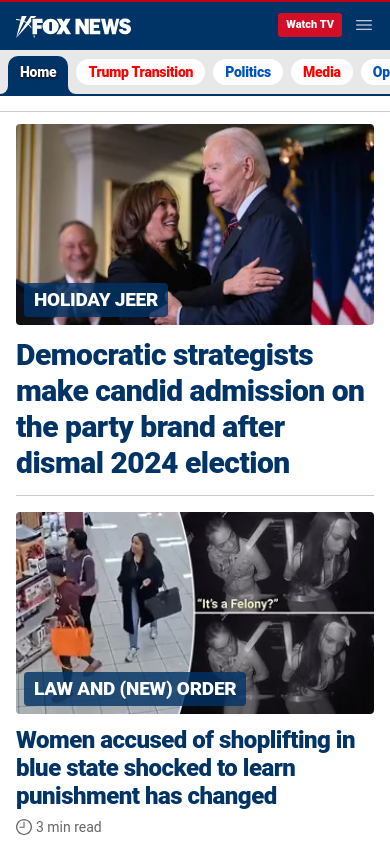 FOX NEWS
Watch TV
Home
Trump Transition
Politics
Media
Op
HOLIDAY JEER
Democratic strategists
make candid admission on
the party brand after
dismal 2024 election
“It’s a Felony?”
LAW AND (NEW) ORDER
Women accused of shoplifting in
blue state shocked to learn
punishment has changed
3 min read